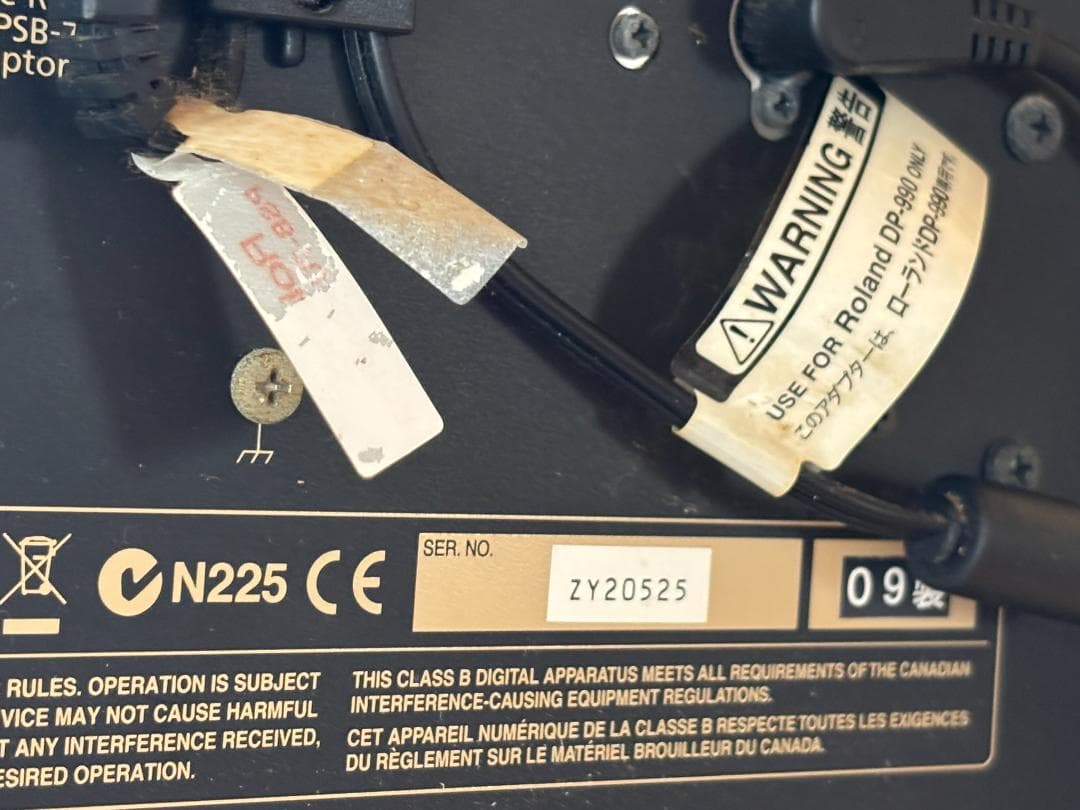 PSB-7
ptor
WARNING 警告
USE FOR Roland DP-990 ONLY
このアダプターは、ローランドDP-990専用です。
N225 CE
SER. NO.
ZY20525
09製
RULES. OPERATION IS SUBJECT
VICE MAY NOT CAUSE HARMFUL
T ANY INTERFERENCE RECEIVED,
ESIRED OPERATION.
THIS CLASS B DIGITAL APPARATUS MEETS ALL REQUIREMENTS OF THE CANADIAN
INTERFERENCE-CAUSING EQUIPMENT REGULATIONS.
CET APPAREIL NUMÉRIQUE DE LA CLASSE B RESPECTE TOUTES LES EXIGENCES
DU RÈGLEMENT SUR LE MATÉRIEL BROUILLEUR DU CANADA.